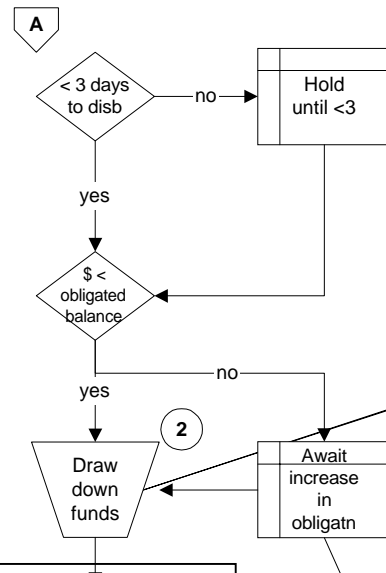 A
< 3 days
to disb
no
Hold
until <3
yes
$ <
obligated
balance
no
yes
2
Draw
down
funds
Await
increase
in
obligatn